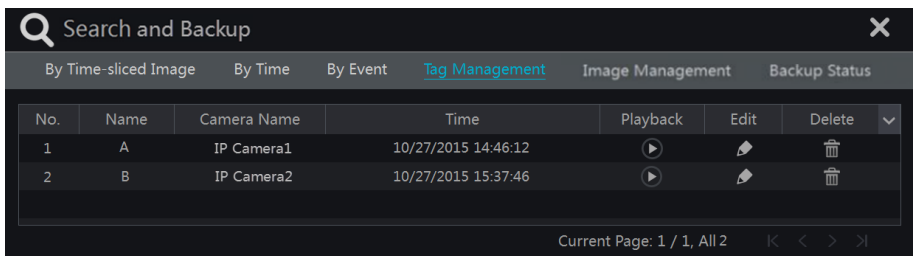 Search and Backup
By Time-sliced Image By Time By Event Tag Management Image Management Backup Status
No. Name Camera Name Time Playback Edit Delete
1 A IP Camera1 10/27/2015 14:46:12
2 B IP Camera2 10/27/2015 15:37:46
Current Page: 1 / 1, All 2